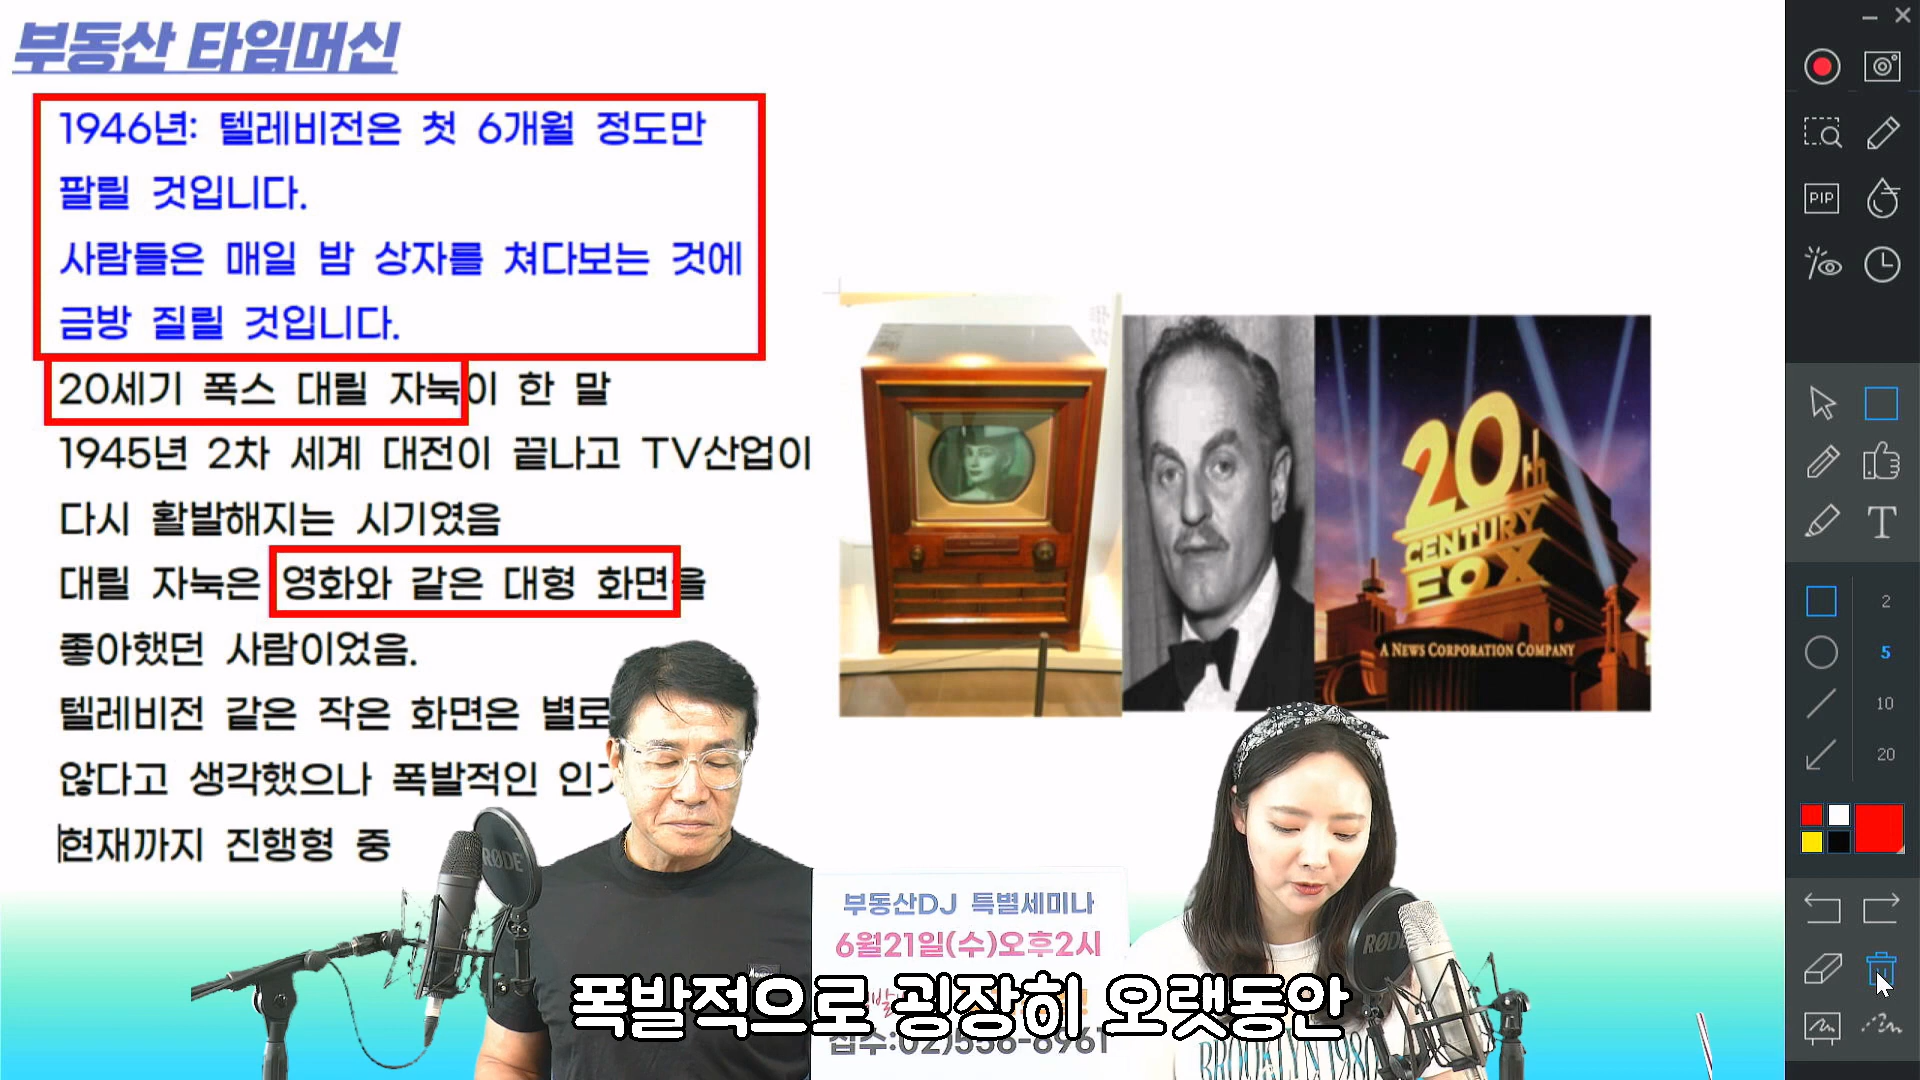 부동산 타임머신
1946년: 텔레비전은 첫 6개월 정도만
팔릴 것입니다.
사람들은 매일 밤 상자를 쳐다보는 것에
금방 질릴 것입니다.
20세기 폭스 대릴 자눅이 한 말
1945년 2차 세계 대전이 끝나고 TV산업이
다시 활발해지는 시기였음
대릴 자눅은 영화와 같은 대형 화면을
좋아했던 사람이었음.
텔레비전 같은 작은 화면은 별로
않다고 생각했으나 폭발적인
현재까지 진행형 중
20th
CENTURY
FOX
A NEWS CORPORATION COMPANY
RØDE
RØDE
부동산DJ 특별세미나
6월21일(수)오후2시
접수:02)558-8961
폭발적으로 굉장히 오랫동안
BROOKLYN 1981
PIP
T
2
5
10
20